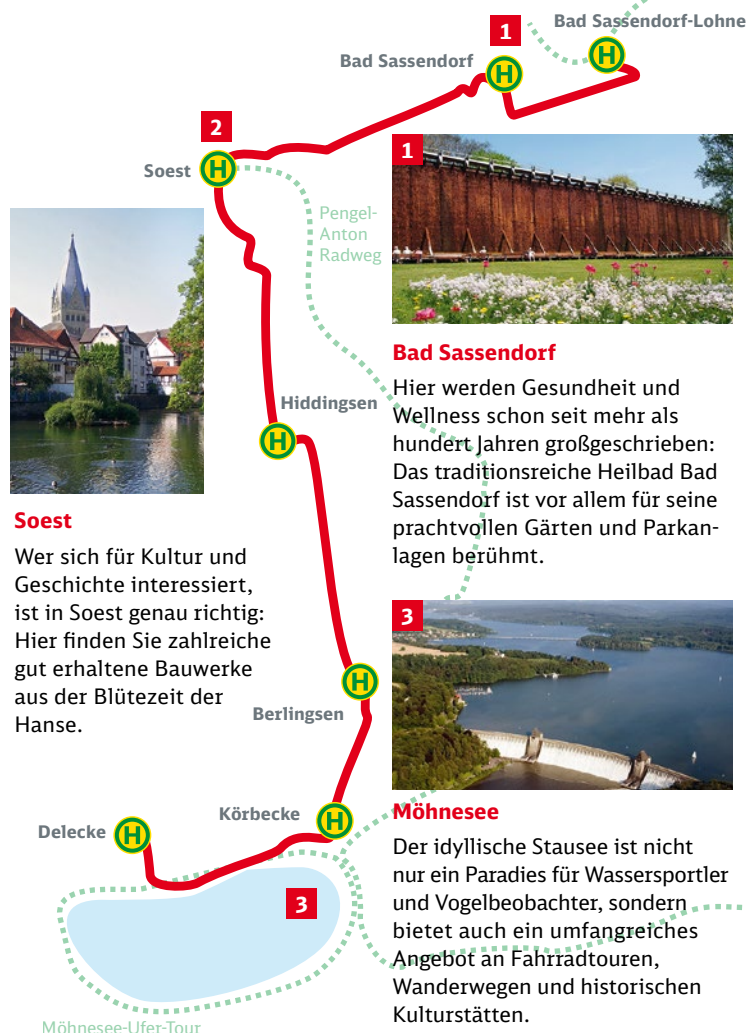 Bad Sassendorf-Lohne
1
H
Bad Sassendorf
H
2
Soest
H
1
Pengel-
Anton
Radweg
Bad Sassendorf
Hier werden Gesundheit und
Wellness schon seit mehr als
hundert Jahren großgeschrieben:
Das traditionsreiche Heilbad Bad
Sassendorf ist vor allem für seine
prachtvollen Gärten und Parkan-
lagen berühmt.
Hiddingsen
H
Soest
Wer sich für Kultur und
Geschichte interessiert,
ist in Soest genau richtig:
Hier finden Sie zahlreiche
gut erhaltene Bauwerke
aus der Blütezeit der
Hanse.
3
H
Berlingsen
Körbecke
H
Delecke
H
Möhnesee
Der idyllische Stausee ist nicht
nur ein Paradies für Wassersportler
und Vogelbeobachter, sondern
bietet auch ein umfangreiches
Angebot an Fahrradtouren,
Wanderwegen und historischen
Kulturstätten.
3
Möhnesee-Ufer-Tour